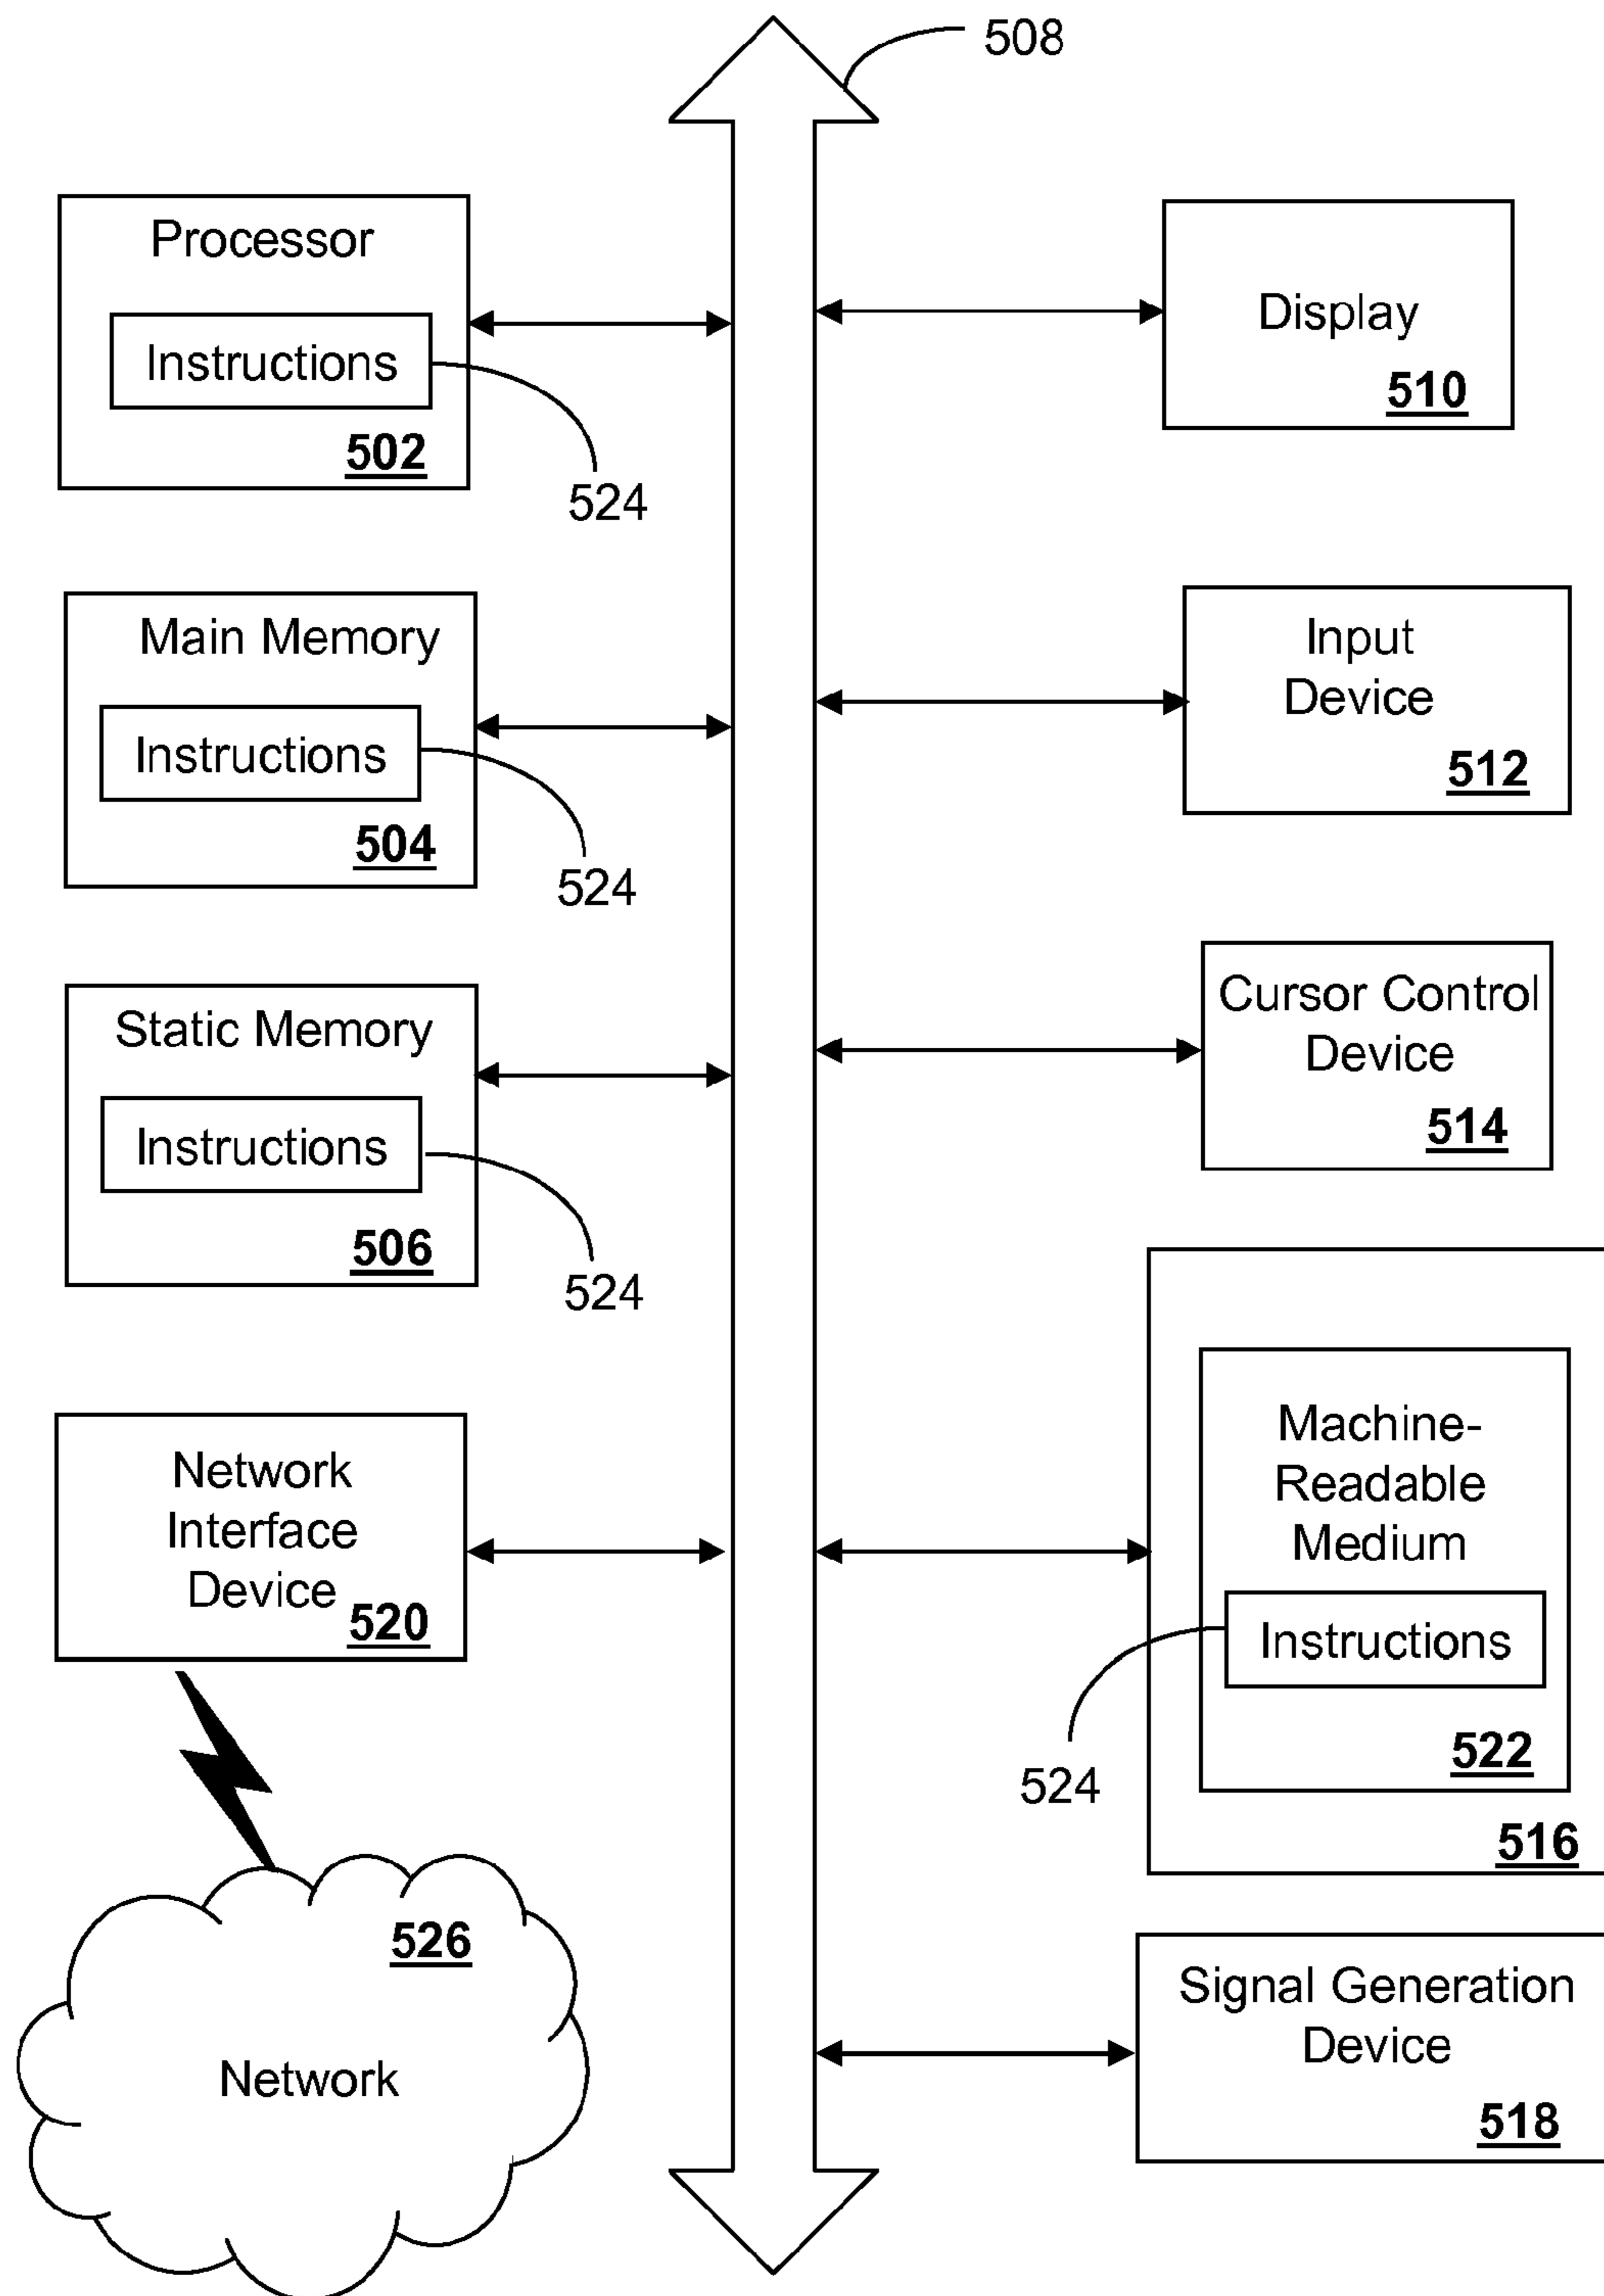 508
Processor
Instructions
502
524
Main Memory
Instructions
504
524
Static Memory
Instructions
506
524
Network
Interface
Device
520
526
Network
Display
510
Input
Device
512
Cursor Control
Device
514
Machine-
Readable
Medium
Instructions
522
524
516
Signal Generation
Device
518